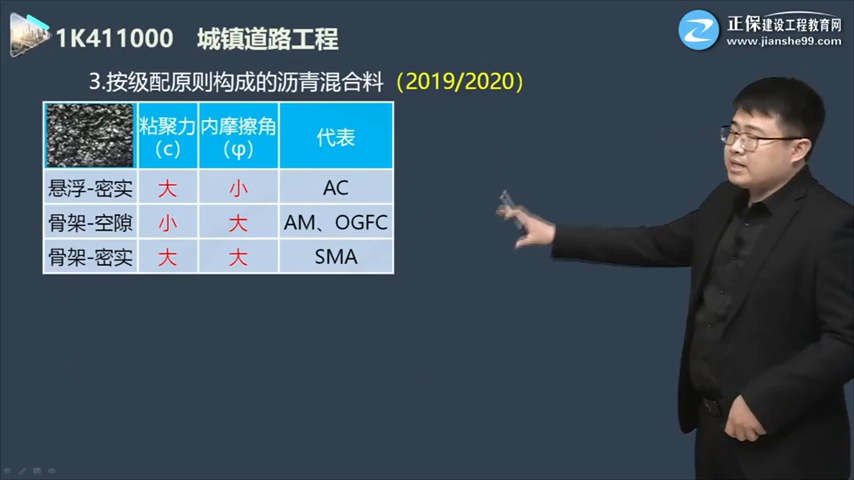 1K411000 城镇道路工程
正保建设工程教育网
www.jianshe99.com
3.按级配原则构成的沥青混合料（2019/2020）
粘聚力（c） 内摩擦角（φ） 代表
悬浮-密实 大 小 AC
骨架-空隙 小 大 AM、OGFC
骨架-密实 大 大 SMA